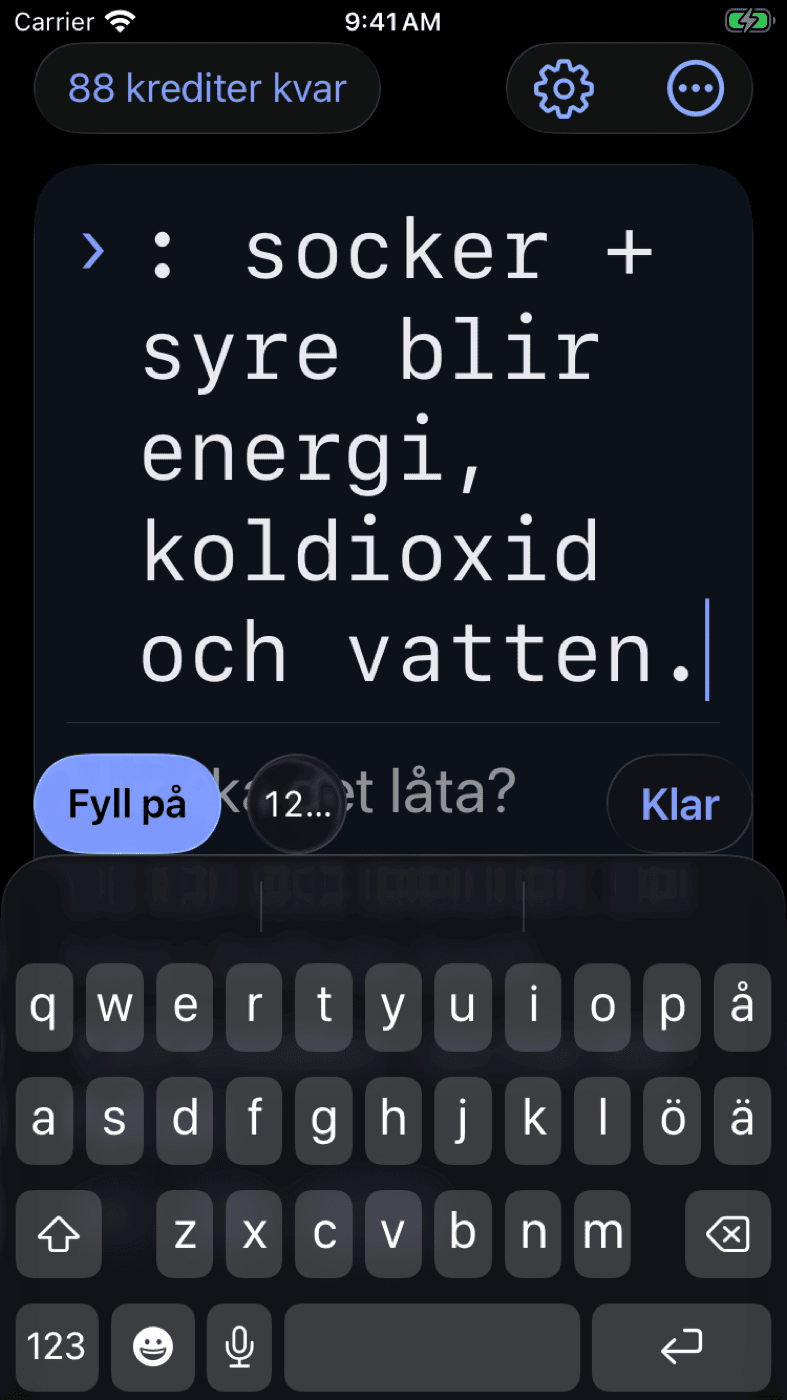 Carrier 9:41 AM
88 krediter kvar
› : socker +
syre blir
energi,
koldioxid
och vatten.
Fyll på 12... låta? Klar
q w e r t y u i o p å
a s d f g h j k l ö ä
z x c v b n m
123